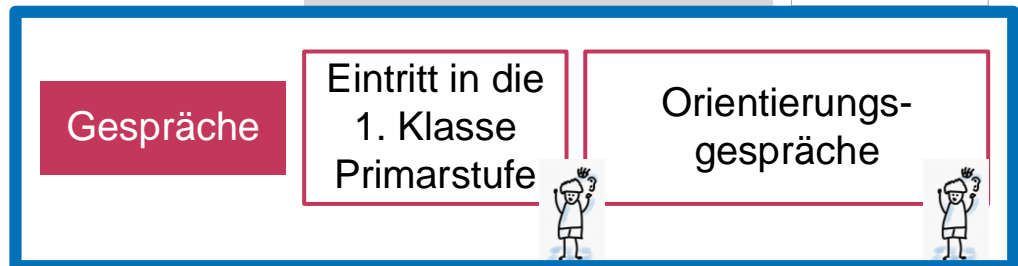 Gespräche
Eintritt in die
1. Klasse
Primarstufe
Orientierungs-
gespräche